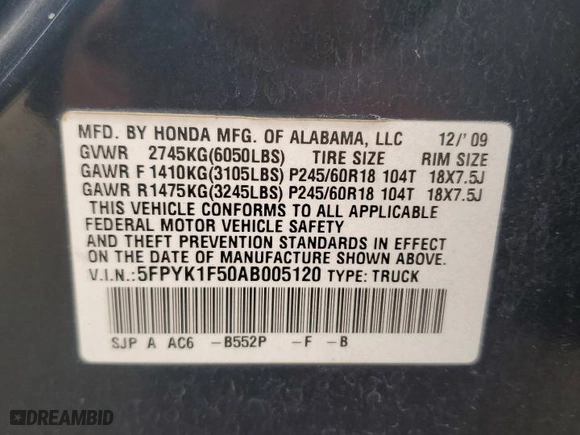 MFD. BY HONDA MFG. OF ALABAMA, LLC 12/'09
GVWR 2745KG(6050LBS) TIRE SIZE RIM SIZE
GAWR F 1410KG(3105LBS) P245/60R18 104T 18X7.5J
GAWR R 1475KG(3245LBS) P245/60R18 104T 18X7.5J
THIS VEHICLE CONFORMS TO ALL APPLICABLE
FEDERAL MOTOR VEHICLE SAFETY
AND THEFT PREVENTION STANDARDS IN EFFECT
ON THE DATE OF MANUFACTURE SHOWN ABOVE.
V.I.N.:5FPYK1F50AB005120 TYPE: TRUCK
SJP A AC6 -B552P -F -B
DREAMBID